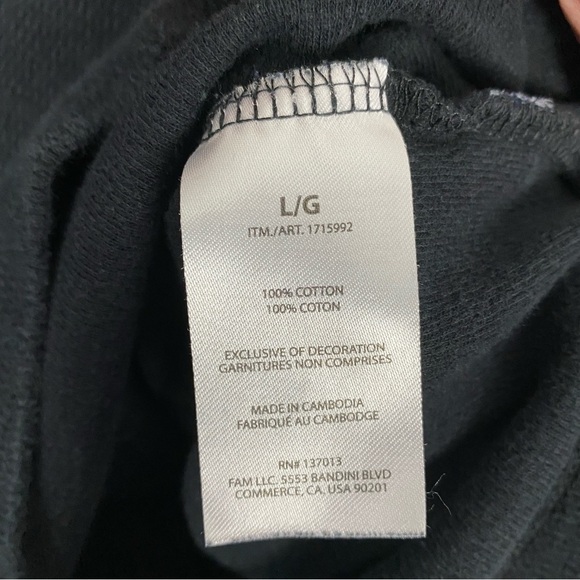 L/G
ITM./ART. 1715992
100% COTTON
100% COTON
EXCLUSIVE OF DECORATION
GARNITURES NON COMPRISES
MADE IN CAMBODIA
FABRIQUÉ AU CAMBODGE
RN# 137013
FAM LLC. 5553 BANDINI BLVD
COMMERCE, CA. USA 90201